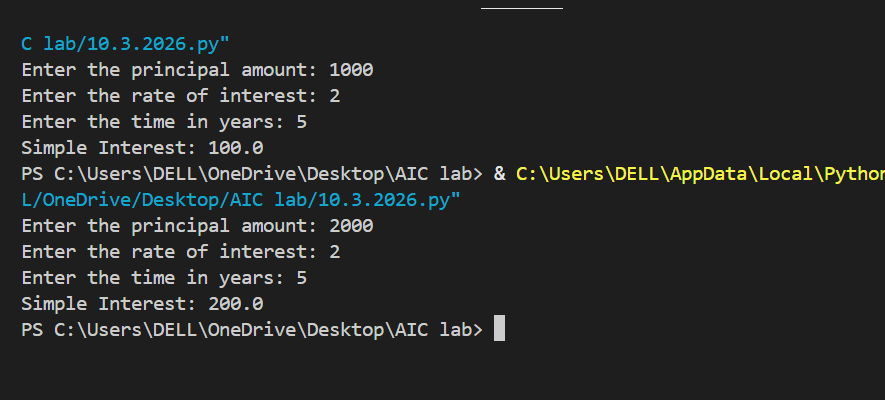 C lab/10.3.2026.py"
Enter the principal amount: 1000
Enter the rate of interest: 2
Enter the time in years: 5
Simple Interest: 100.0
PS C:\Users\DELL\OneDrive\Desktop\AIC lab> & C:\Users\DELL\AppData\Local\Python
L/OneDrive/Desktop/AIC lab/10.3.2026.py"
Enter the principal amount: 2000
Enter the rate of interest: 2
Enter the time in years: 5
Simple Interest: 200.0
PS C:\Users\DELL\OneDrive\Desktop\AIC lab>